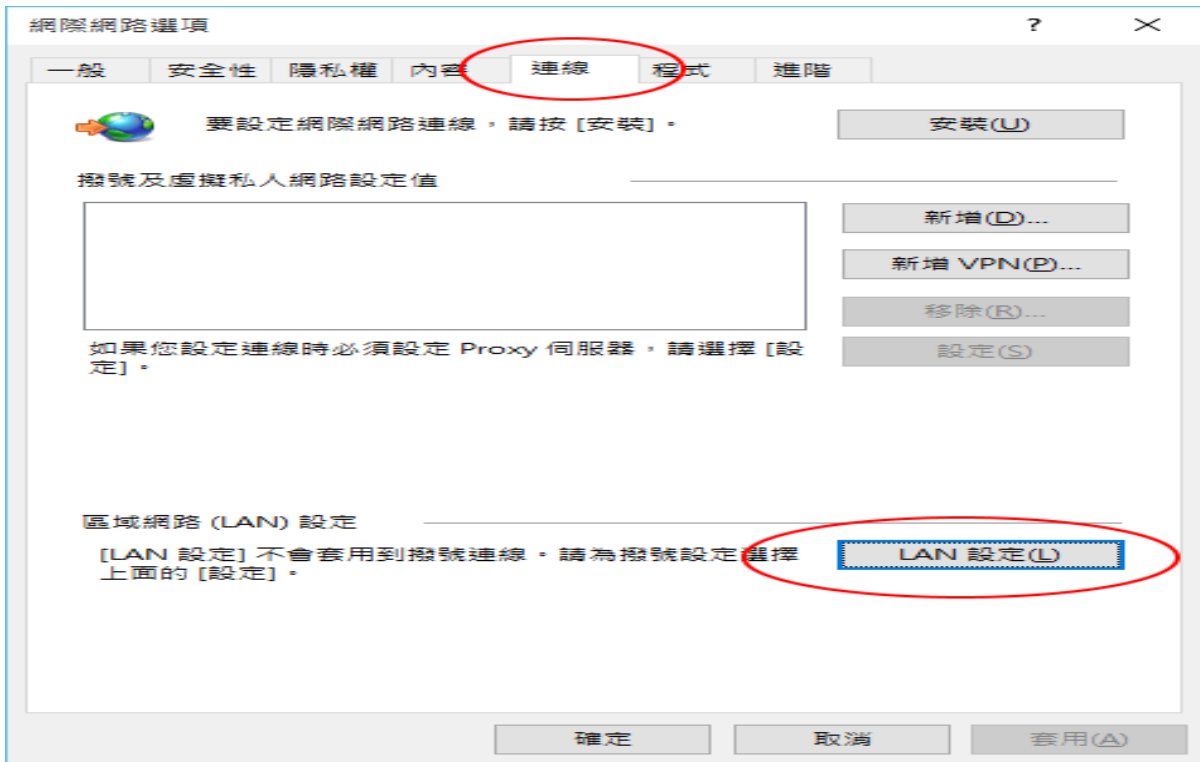 網際網路選項 ?
一般 安全性 隱私權 內容 連線 程式 進階
要設定網際網路連線，請按 [安裝]。 安裝(U)
撥號及虛擬私人網路設定值
新增(D)...
新增 VPN(P)...
移除(R)...
如果您設定連線時必須設定 Proxy 伺服器，請選擇 [設
定]。
設定(S)
區域網路 (LAN) 設定
[LAN 設定] 不會套用到撥號連線。請為撥號設定選擇
上面的 [設定]。
LAN 設定(L)
確定 取消 套用(A)